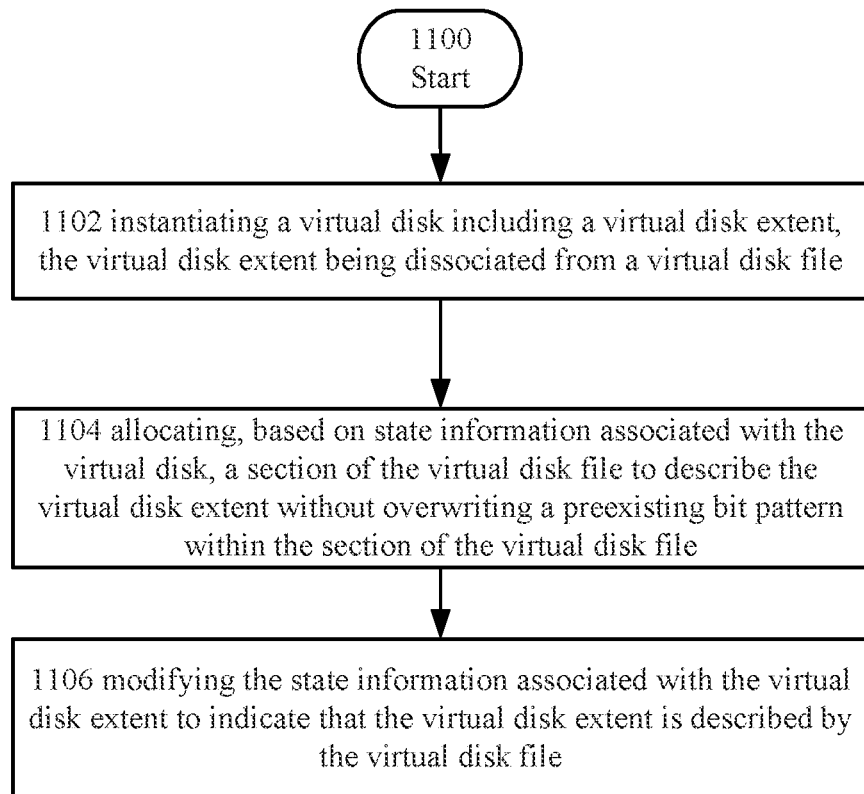 1100
Start
1102 instantiating a virtual disk including a virtual disk extent,
the virtual disk extent being dissociated from a virtual disk file
1104 allocating, based on state information associated with the
virtual disk, a section of the virtual disk file to describe the
virtual disk extent without overwriting a preexisting bit pattern
within the section of the virtual disk file
1106 modifying the state information associated with the virtual
disk extent to indicate that the virtual disk extent is described by
the virtual disk file